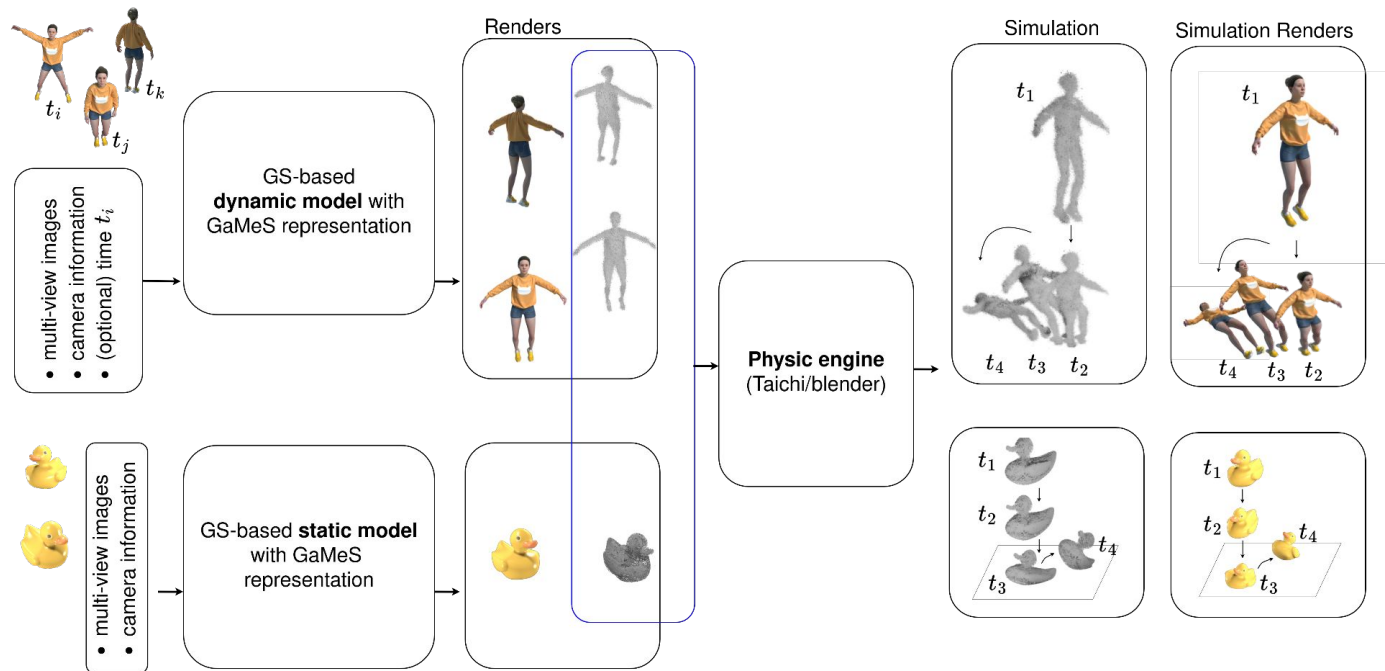 Renders
Simulation
Simulation Renders
t_i
t_j
t_k
• multi-view images
• camera information
• (optional) time t_i
GS-based
dynamic model with
GaMeS representation
Physic engine
(Taichi/blender)
t_1
t_4
t_3
t_2
t_1
t_4
t_3
t_2
• multi-view images
• camera information
GS-based static model
with GaMeS
representation
t_1
t_2
t_3
t_4
t_1
t_2
t_3
t_4